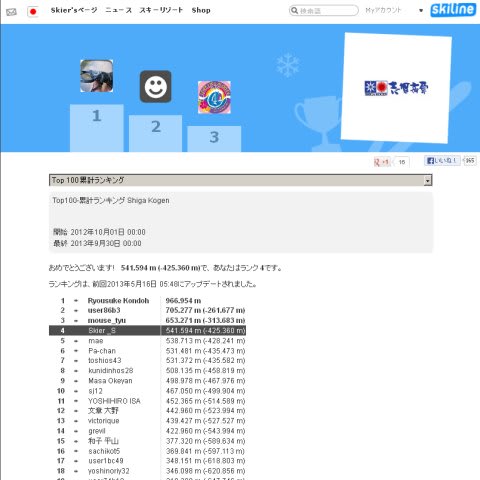 Skier'sページ ニュース スキーリゾート Shop
検索語
Myアカウント
skiline
1
2
3
志賀高原
+1 16
いいね! 165
Top 100累計ランキング
Top100-累計ランキング Shiga Kogen
開始 2012年10月01日 00:00
最終 2013年9月30日 00:00
おめでとうございます! 541.594 m (-425.360 m)で、あなたはランク 4です。
ランキングは、前回2013年5月16日 05:48にアップデートされました。
1 Ryousuke Kondoh 966.954 m
2 user86b3 705.277 m (-261.677 m)
3 mouse_tyu 653.271 m (-313.683 m)
4 Skier_S 541.594 m (-425.360 m)
5 mae 538.713 m (-428.241 m)
6 Pa-chan 531.481 m (-435.473 m)
7 toshios43 531.372 m (-435.582 m)
8 kunidinhos28 508.135 m (-458.819 m)
9 Masa Okeyan 498.978 m (-467.976 m)
10 sj12 467.050 m (-499.904 m)
11 YOSHIHIRO ISA 452.365 m (-514.589 m)
12 文章 大野 442.960 m (-523.994 m)
13 victorique 439.427 m (-527.527 m)
14 grevil 422.960 m (-543.994 m)
15 和子 平山 377.320 m (-589.634 m)
16 sachikot5 369.841 m (-597.113 m)
17 user1bc49 348.151 m (-618.803 m)
18 yoshinoriy32 346.098 m (-620.856 m)